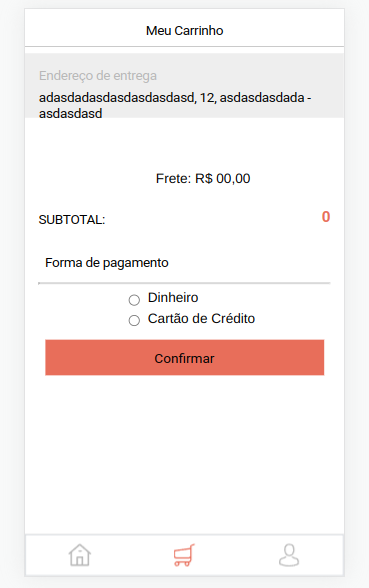 Meu Carrinho
Endereço de entrega
adasdadasdasdasdasdasd, 12, asdasdasdada -
asdasdasd
Frete: R$ 00,00
SUBTOTAL:
0
Forma de pagamento
Dinheiro
Cartão de Crédito
Confirmar